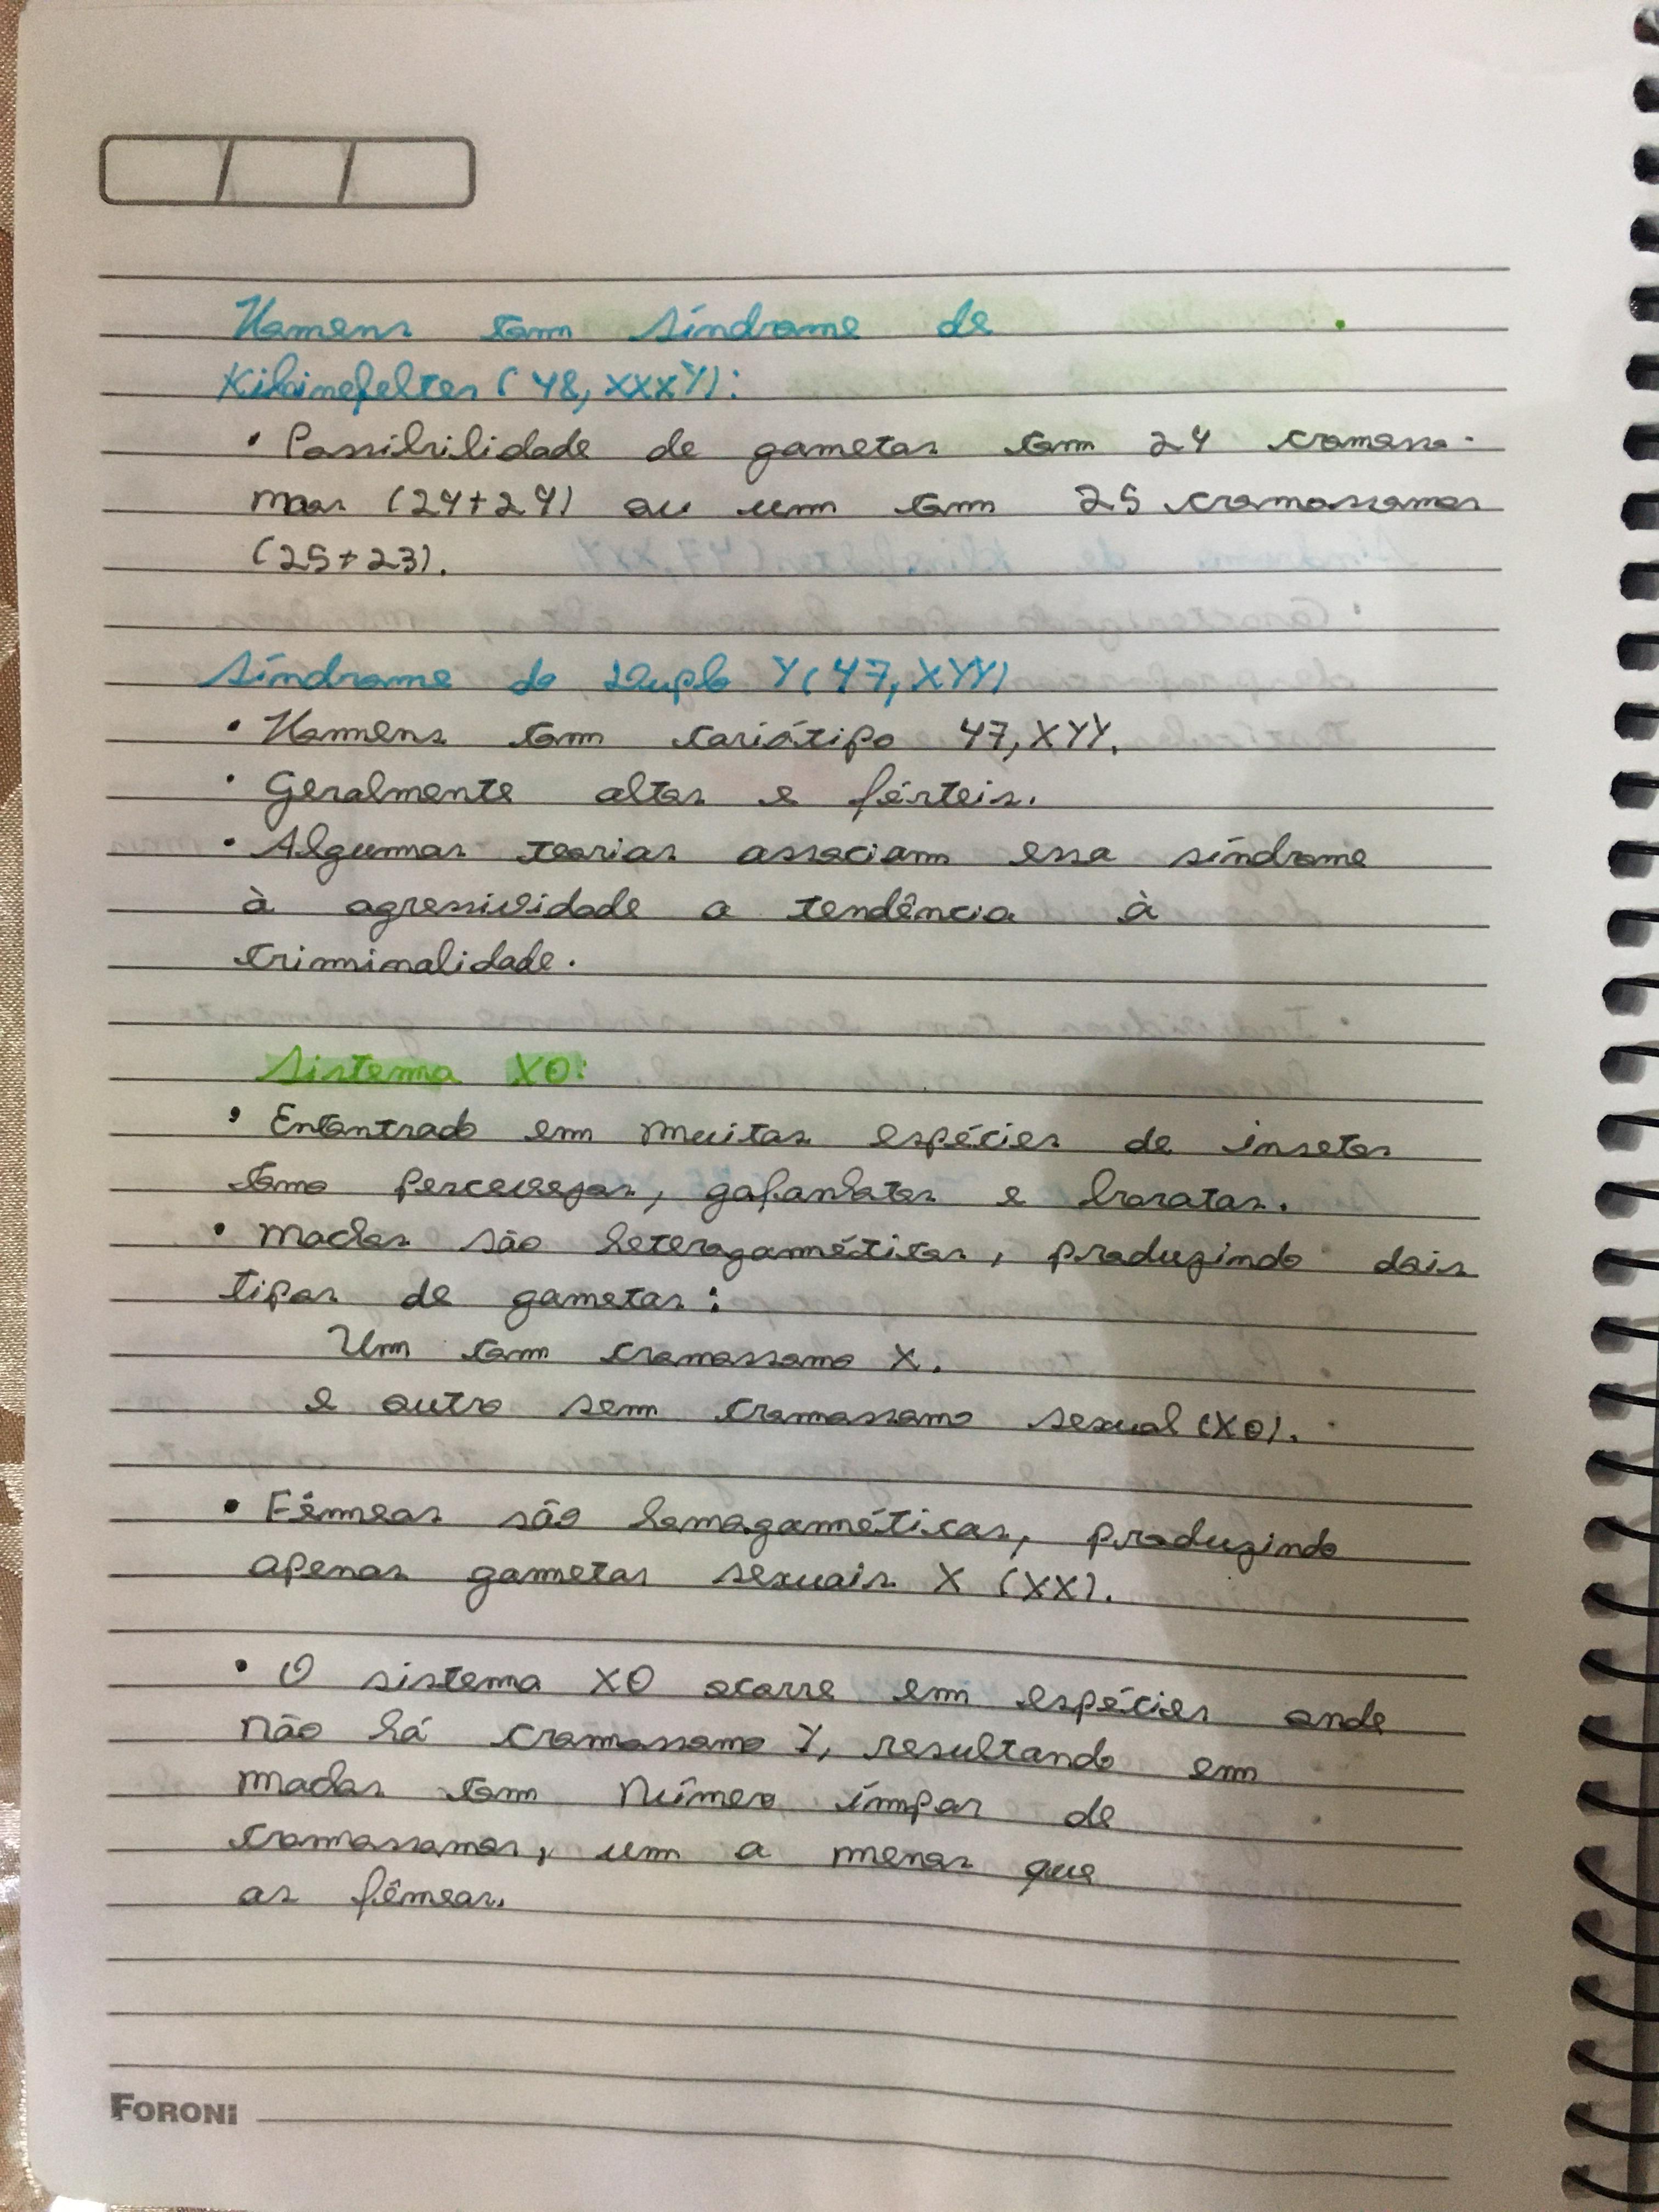 Homens com síndrome de
Kilinefelter (48, XXXY):
• Possibilidade de gametas com 24 cromosso-
mos (24+24) ou um com 25 cromossomos
(25+23).
Síndrome do Duplo Y (47, XYY)
• Homens com cariótipo 47, XYY.
• Geralmente altos e férteis.
• Algumas teorias associam essa síndrome
à agressividade a tendência à
criminalidade.
Sistema XO:
• Encontrado em muitas espécies de insetos
como percevejos, gafanhotos e baratas.
• Machos são heterogaméticos, produzindo dois
tipos de gametas:
Um com cromossomo X.
e outro sem cromossomo sexual (XO).
• Fêmeas são homogaméticas, produzindo
apenas gametas sexuais X (XX).
• O sistema XO ocorre em espécies onde
não há cromossomo Y, resultando em
machos com número ímpar de
cromossomos, um a menos que
as fêmeas.
FORONI